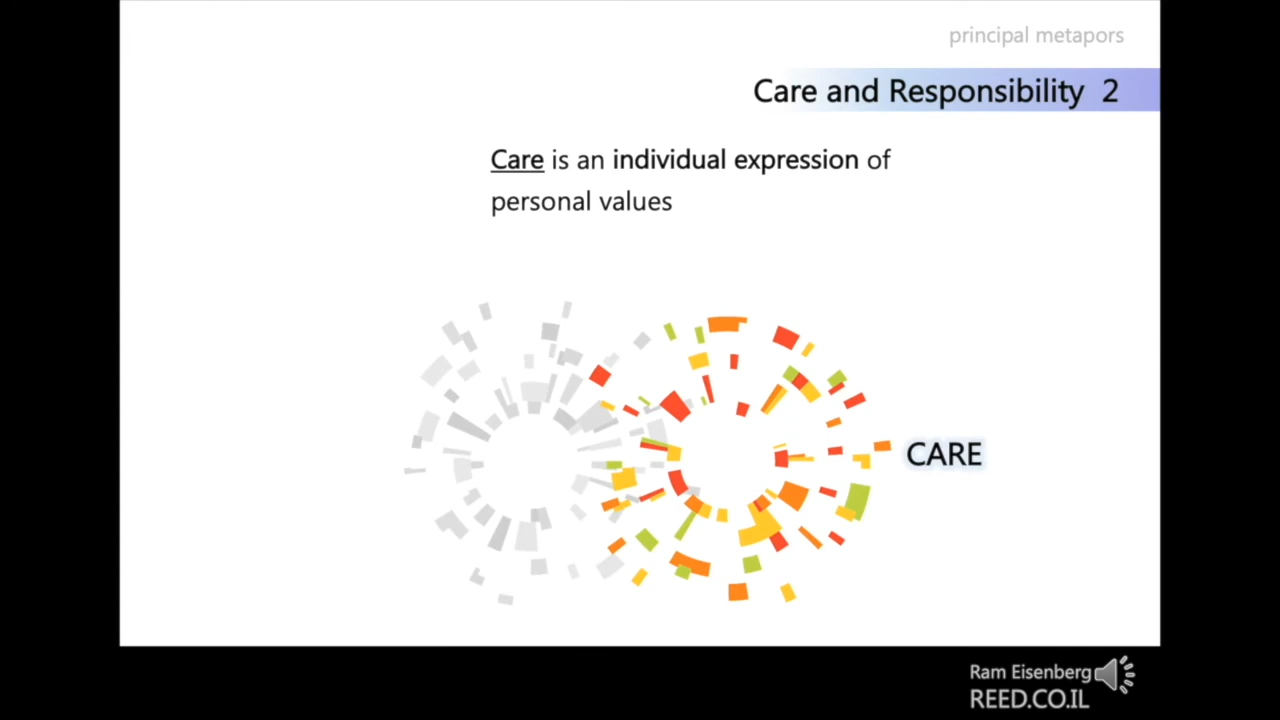 principal metapors
Care and Responsibility 2
Care is an individual expression of
personal values
CARE
Ram Eisenberg
REED.CO.IL